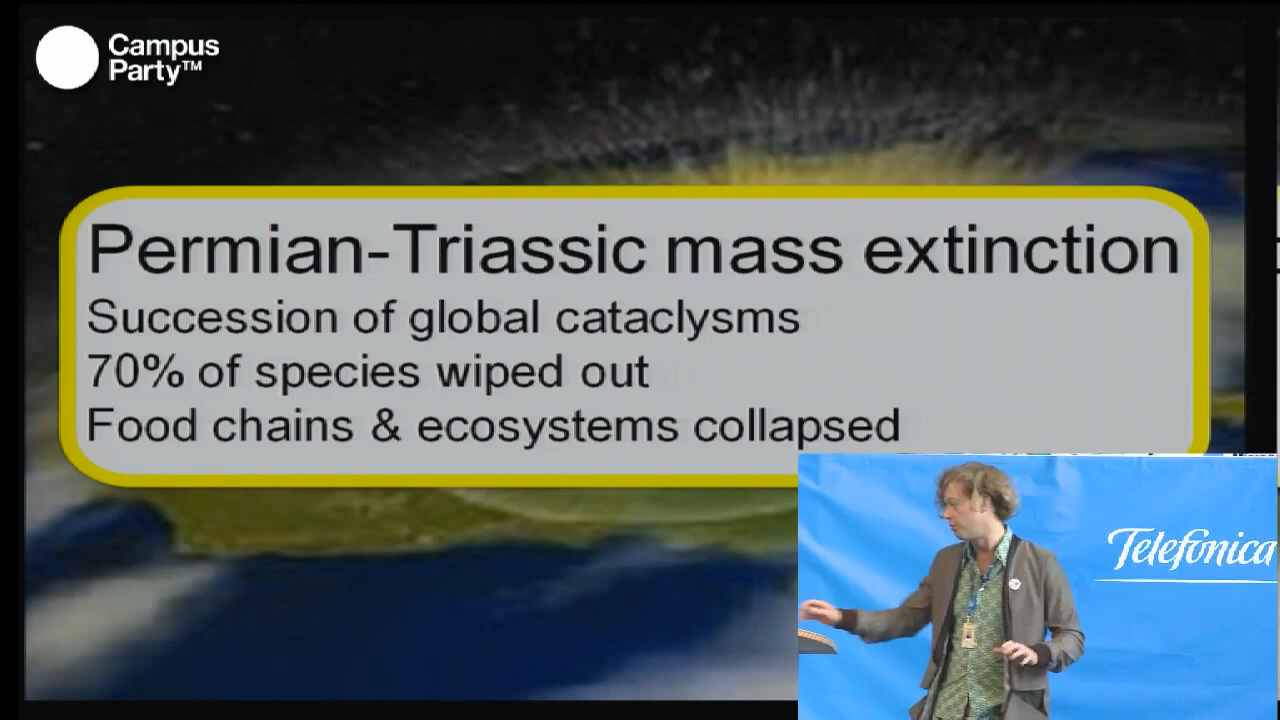 Campus
Party™
Permian-Triassic mass extinction
Succession of global cataclysms
70% of species wiped out
Food chains & ecosystems collapsed
Telefónica